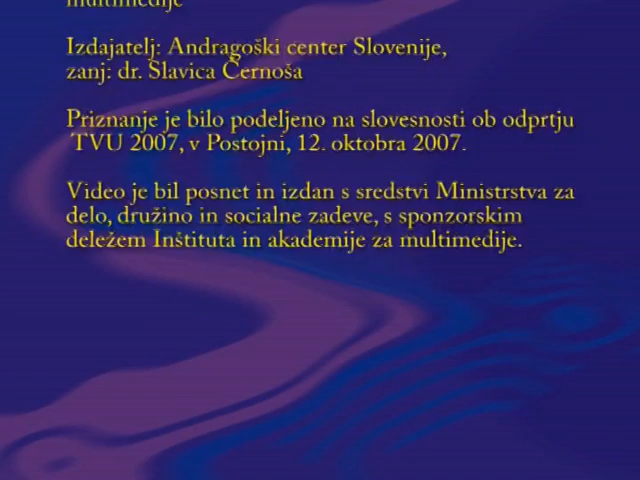 multimedije
Izdajatelj: Andragoški center Slovenije,
zanj: dr. Slavica Černoša
Priznanje je bilo podeljeno na slovesnosti ob odprtju
TVU 2007, v Postojni, 12. oktobra 2007.
Video je bil posnet in izdan s sredstvi Ministrstva za
delo, družino in socialne zadeve, s sponzorskim
deležem Inštituta in akademije za multimedije.